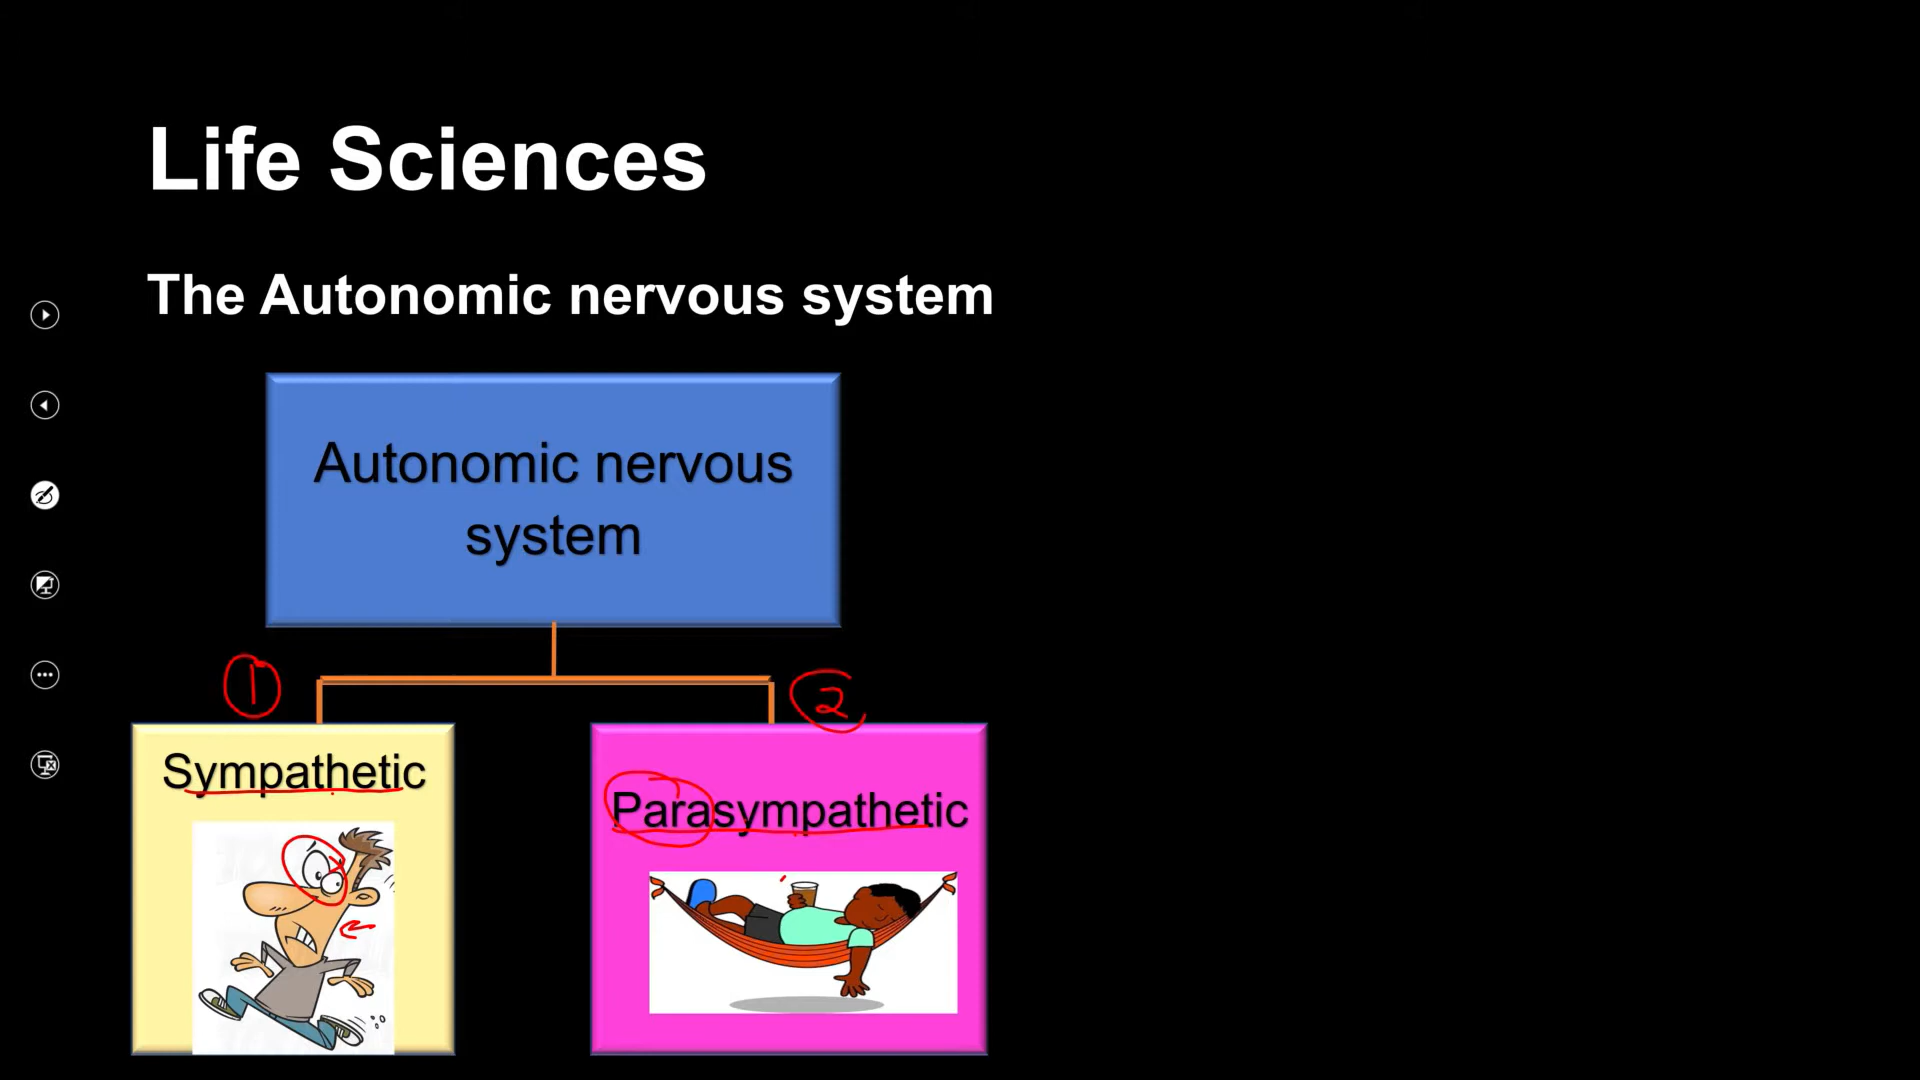 Life Sciences
The Autonomic nervous system
Autonomic nervous
system
1
2
Sympathetic
Parasympathetic